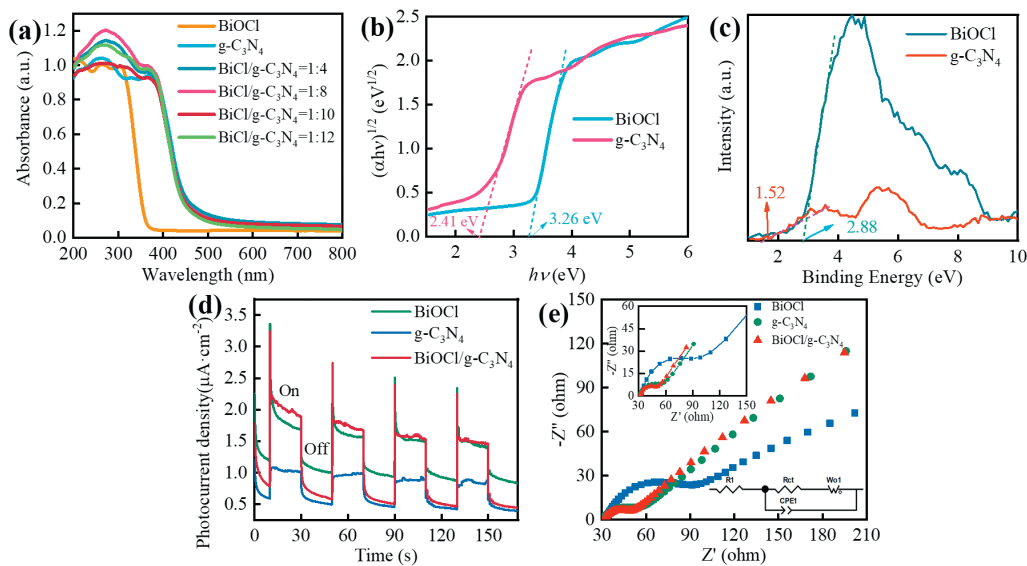 (a)
BiOCl
g-C₃N₄
BiCl/g-C₃N₄=1:4
BiCl/g-C₃N₄=1:8
BiCl/g-C₃N₄=1:10
BiCl/g-C₃N₄=1:12
Absorbance (a.u.)
1.2
1.0
0.8
0.6
0.4
0.2
0.0
200 300 400 500 600 700 800
Wavelength (nm)
(b)
BiOCl
g-C₃N₄
2.41 eV
3.26 eV
(αhν)¹/² (eV¹/²)
2.5
2.0
1.5
1.0
0.5
0.0
2 3 4 5 6
hν (eV)
(c)
BiOCl
g-C₃N₄
1.52
2.88
Intensity (a.u.)
2 4 6 8 10
Binding Energy (eV)
(d)
BiOCl
g-C₃N₄
BiOCl/g-C₃N₄
On
Off
Photocurrent density(μA·cm⁻²)
3.5
3.0
2.5
2.0
1.5
1.0
0.5
0 40 80 120 160
Time (s)
(e)
BiOCl
g-C₃N₄
BiOCl/g-C₃N₄
-Z'' (ohm)
150
120
90
60
30
0
30 60 90 120 150 180 210
Z' (ohm)
-Z'' (ohm)
60
45
30
15
0
30 60 90 120 150
Z' (ohm)
R1
Rct
Wo1
CPE1